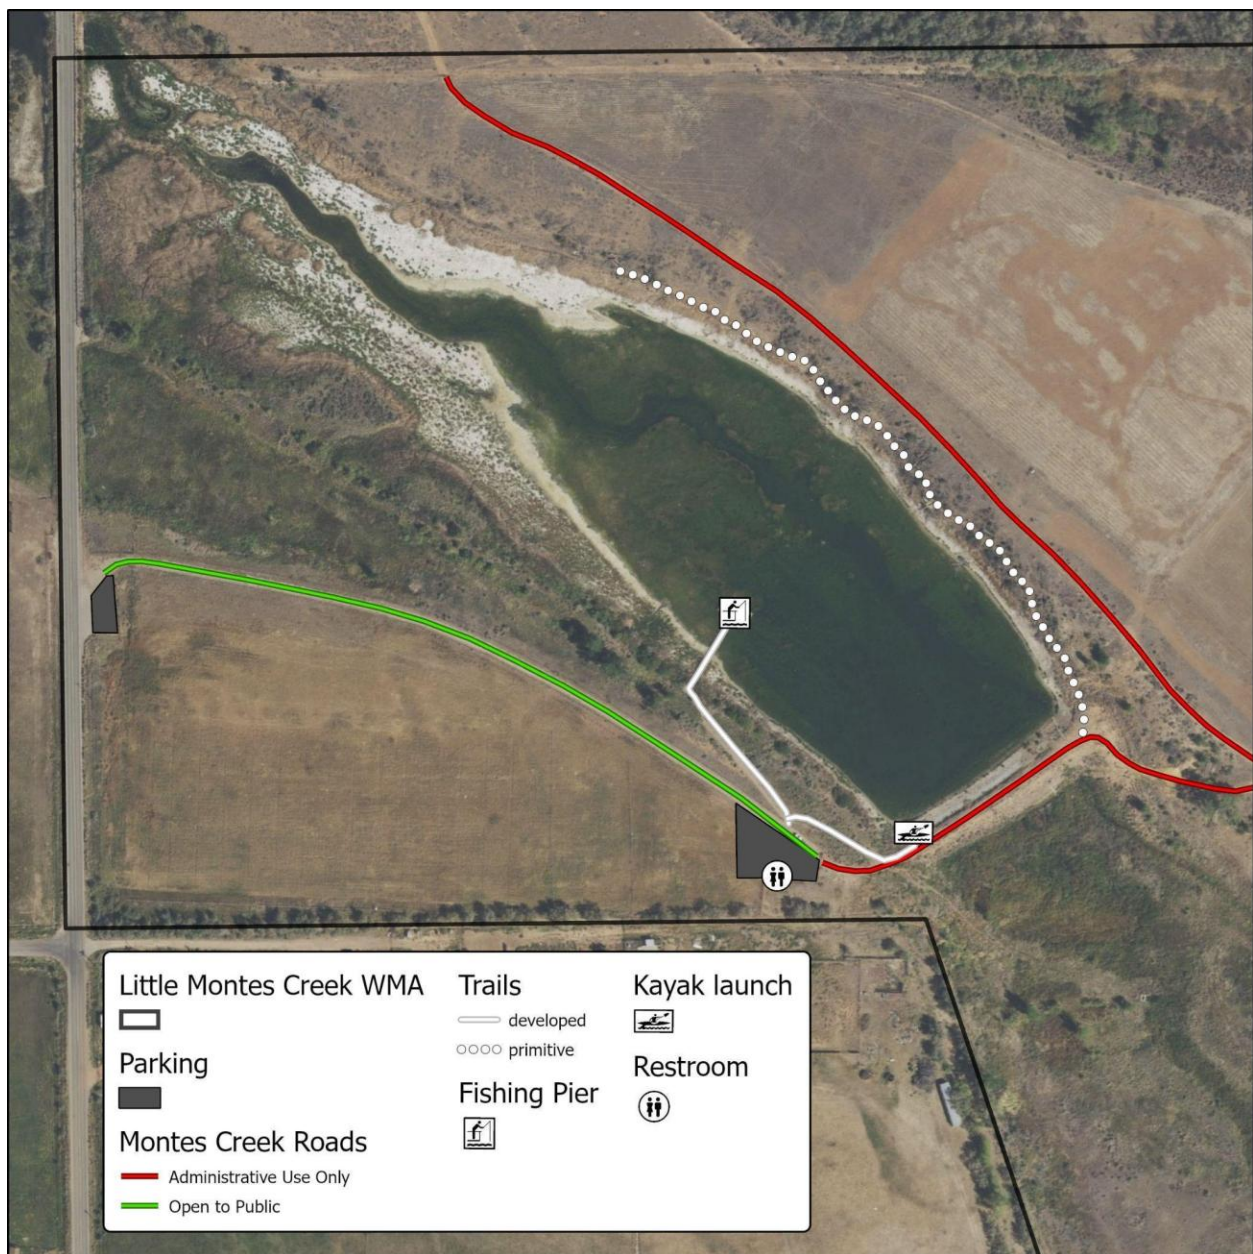 Little Montes Creek WMA
Parking
Montes Creek Roads
Administrative Use Only
Open to Public
Trails
developed
primitive
Fishing Pier
Kayak launch
Restroom